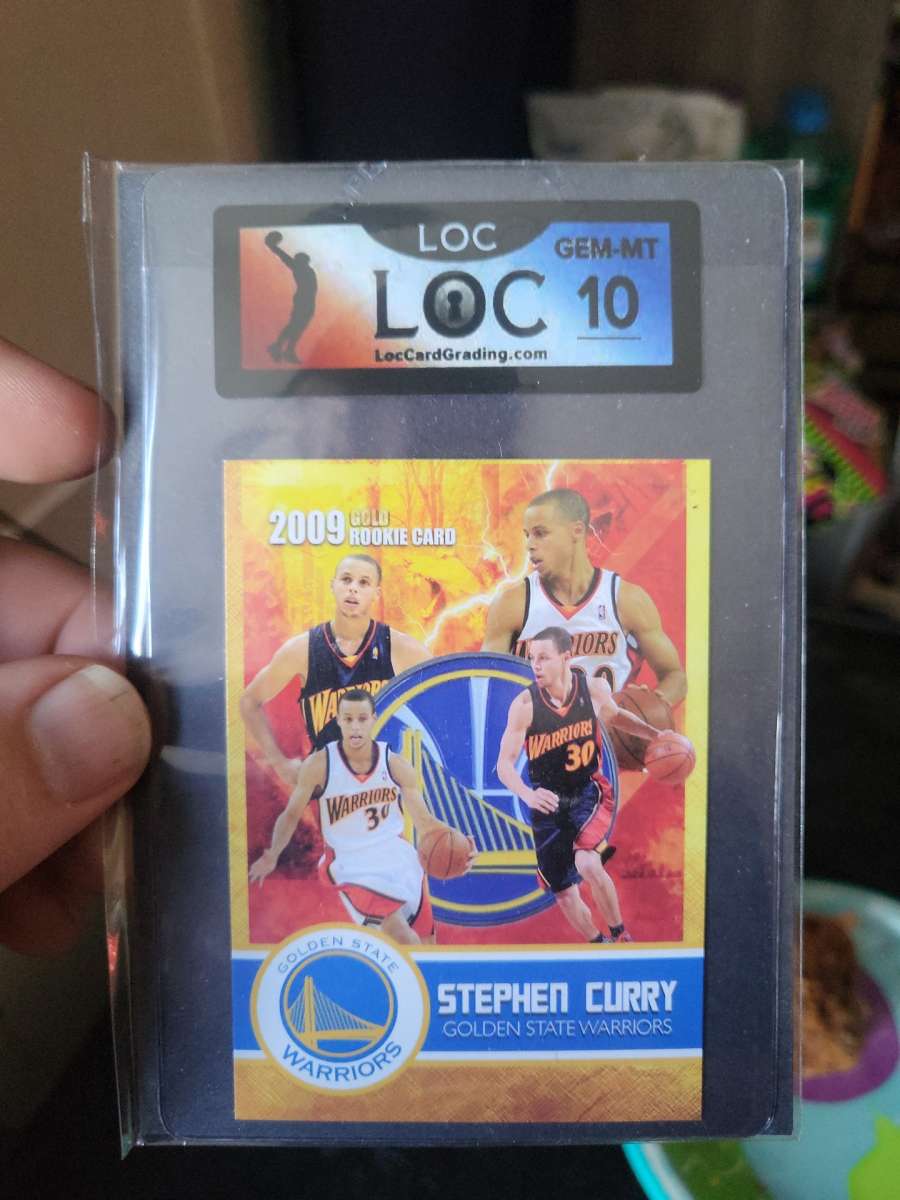 LOC
GEM-MT
LOC 10
LocCardGrading.com
2009 GOLD
ROOKIE CARD
WARRIORS
WARRIORS
30
WARRIORS
30
GOLDEN STATE
WARRIORS
STEPHEN CURRY
GOLDEN STATE WARRIORS